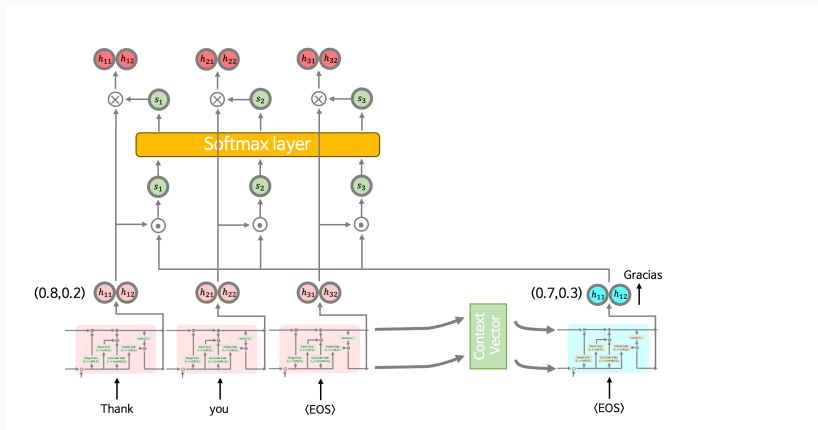 h₁₁ h₁₂ h₂₁ h₂₂ h₃₁ h₃₂
s₁ s₂ s₃
Softmax layer
s₁ s₂ s₃
Gracias
(0.8,0.2) h₁₁ h₁₂ h₂₁ h₂₂ h₃₁ h₃₂ (0.7,0.3) h₁₁ h₁₂
Context
Vector
Thank you ⟨EOS⟩ ⟨EOS⟩